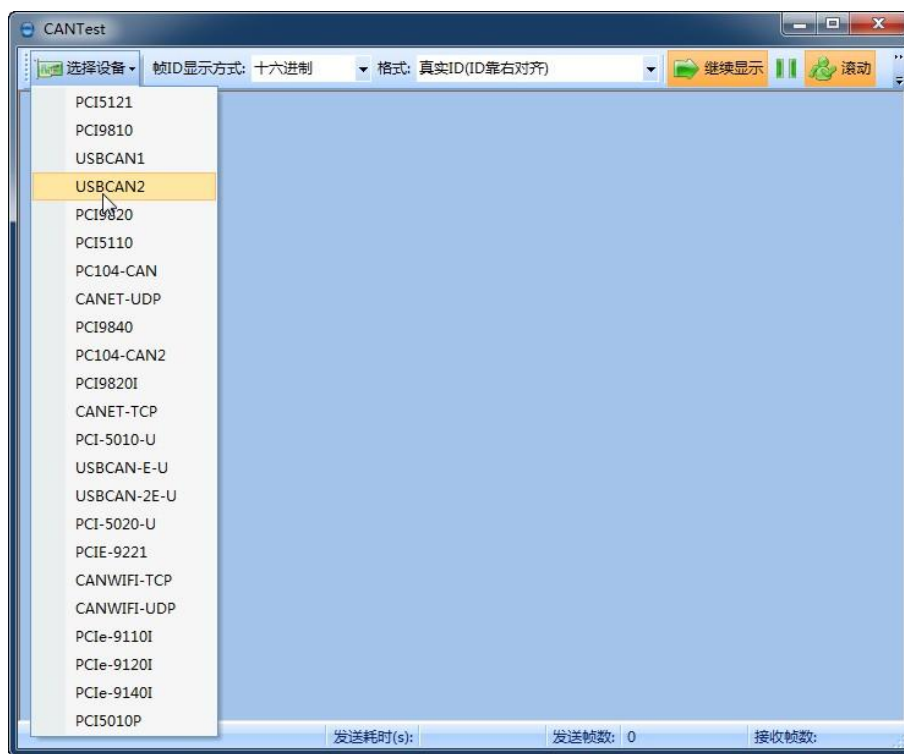 CANTest
选择设备 帧ID显示方式: 十六进制 格式: 真实ID(ID靠右对齐) 继续显示 滚动
PCI5121
PCI9810
USBCAN1
USBCAN2
PCI9820
PCI5110
PC104-CAN
CANET-UDP
PCI9840
PC104-CAN2
PCI9820I
CANET-TCP
PCI-5010-U
USBCAN-E-U
USBCAN-2E-U
PCI-5020-U
PCIE-9221
CANWIFI-TCP
CANWIFI-UDP
PCIe-9110I
PCIe-9120I
PCIe-9140I
PCI5010P
发送耗时(s): 发送帧数: 0 接收帧数: